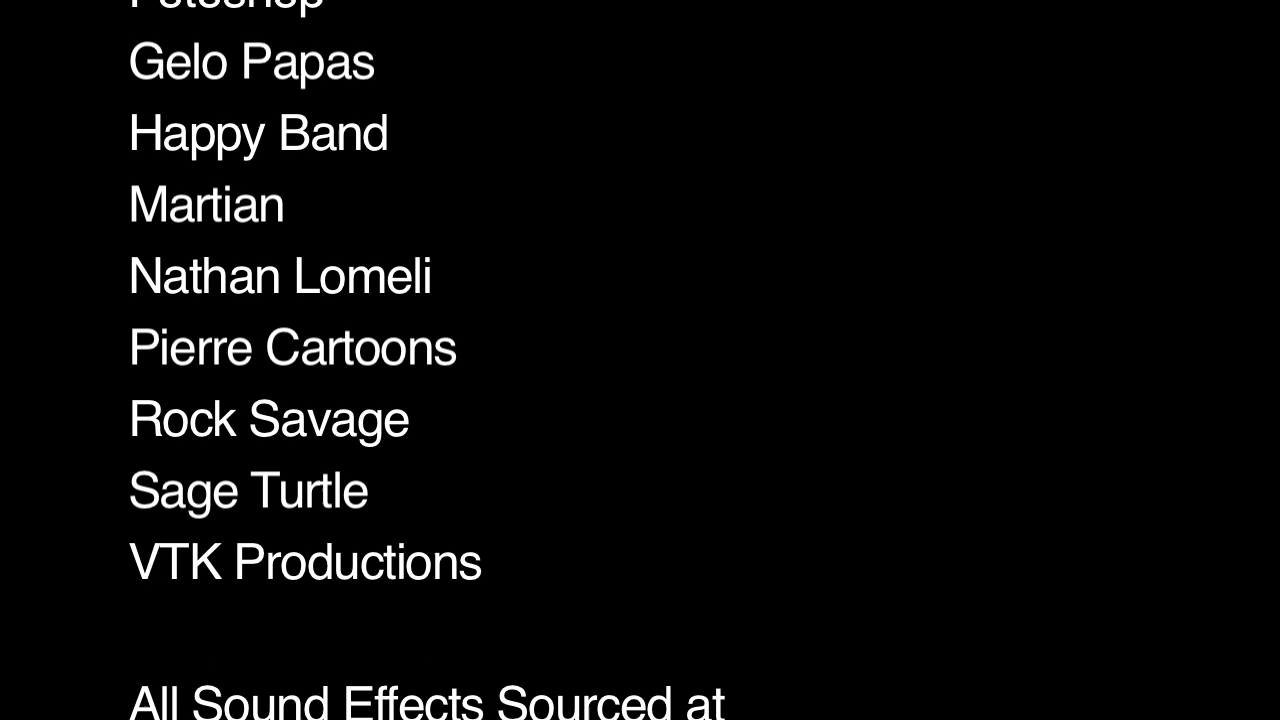 Gelo Papas
Happy Band
Martian
Nathan Lomeli
Pierre Cartoons
Rock Savage
Sage Turtle
VTK Productions
All Sound Effects Sourced at